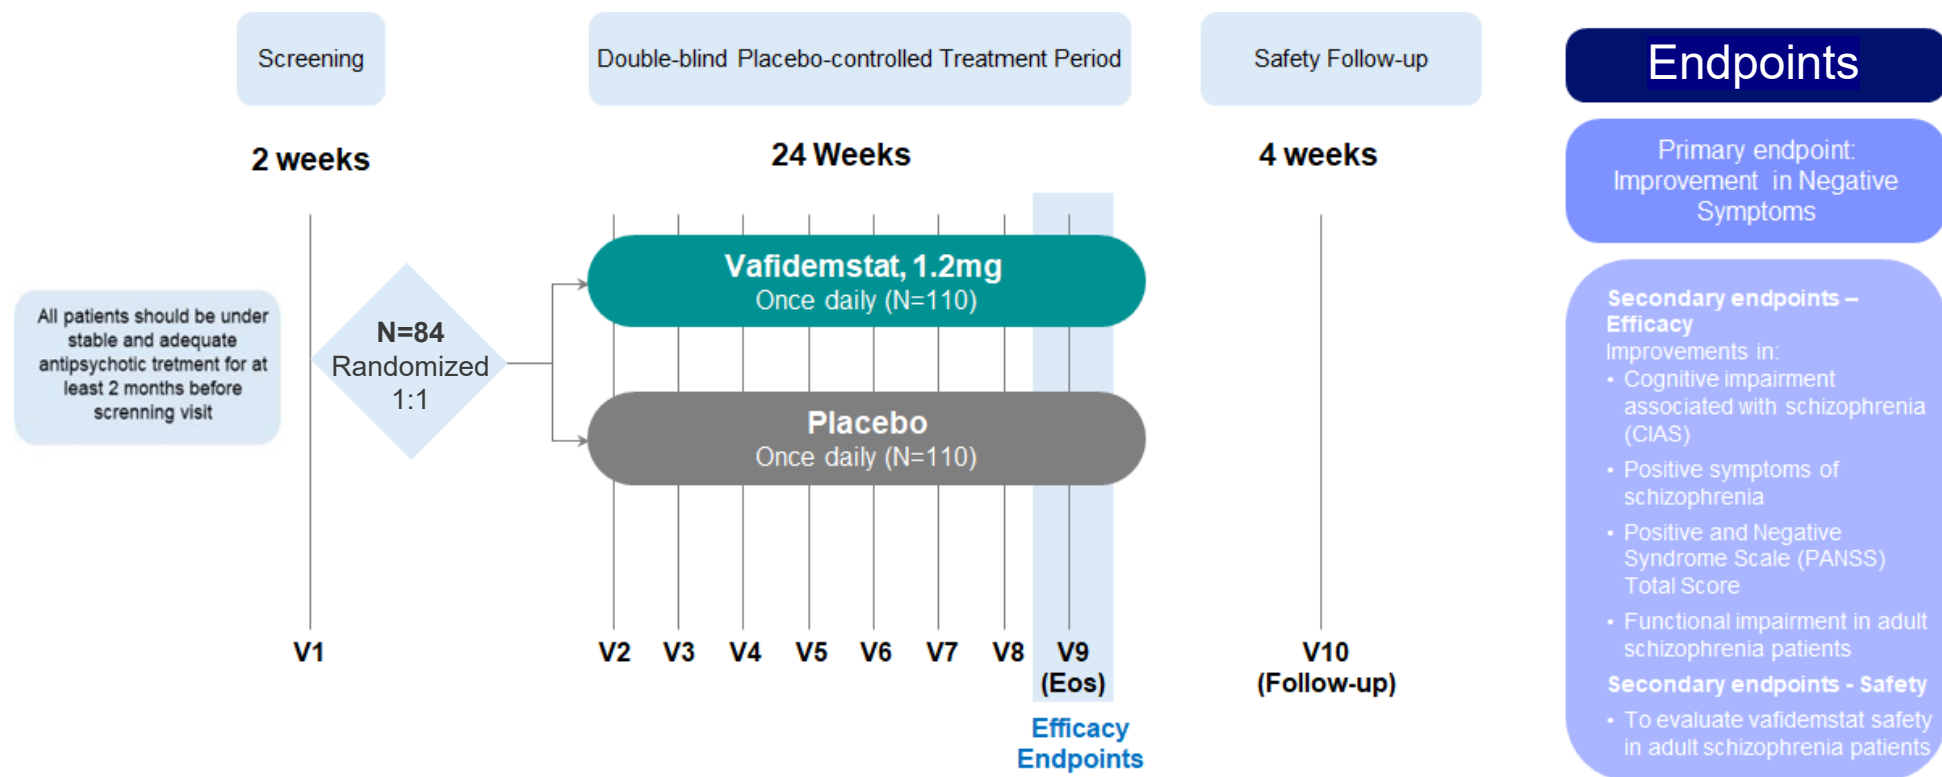 Screening
Double-blind Placebo-controlled Treatment Period
Safety Follow-up
2 weeks
24 Weeks
4 weeks
All patients should be under
stable and adequate
antipsychotic tretment for at
least 2 months before
screnning visit
N=84
Randomized
1:1
Vafidemstat, 1.2mg
Once daily (N=110)
Placebo
Once daily (N=110)
V1
V2
V3
V4
V5
V6
V7
V8
V9
(Eos)
V10
(Follow-up)
Efficacy
Endpoints
Endpoints
Primary endpoint:
Improvement in Negative
Symptoms
Secondary endpoints –
Efficacy
Improvements in:
• Cognitive impairment
associated with schizophrenia
(CIAS)
• Positive symptoms of
schizophrenia
• Positive and Negative
Syndrome Scale (PANSS)
Total Score
• Functional impairment in adult
schizophrenia patients
Secondary endpoints - Safety
• To evaluate vafidemstat safety
in adult schizophrenia patients